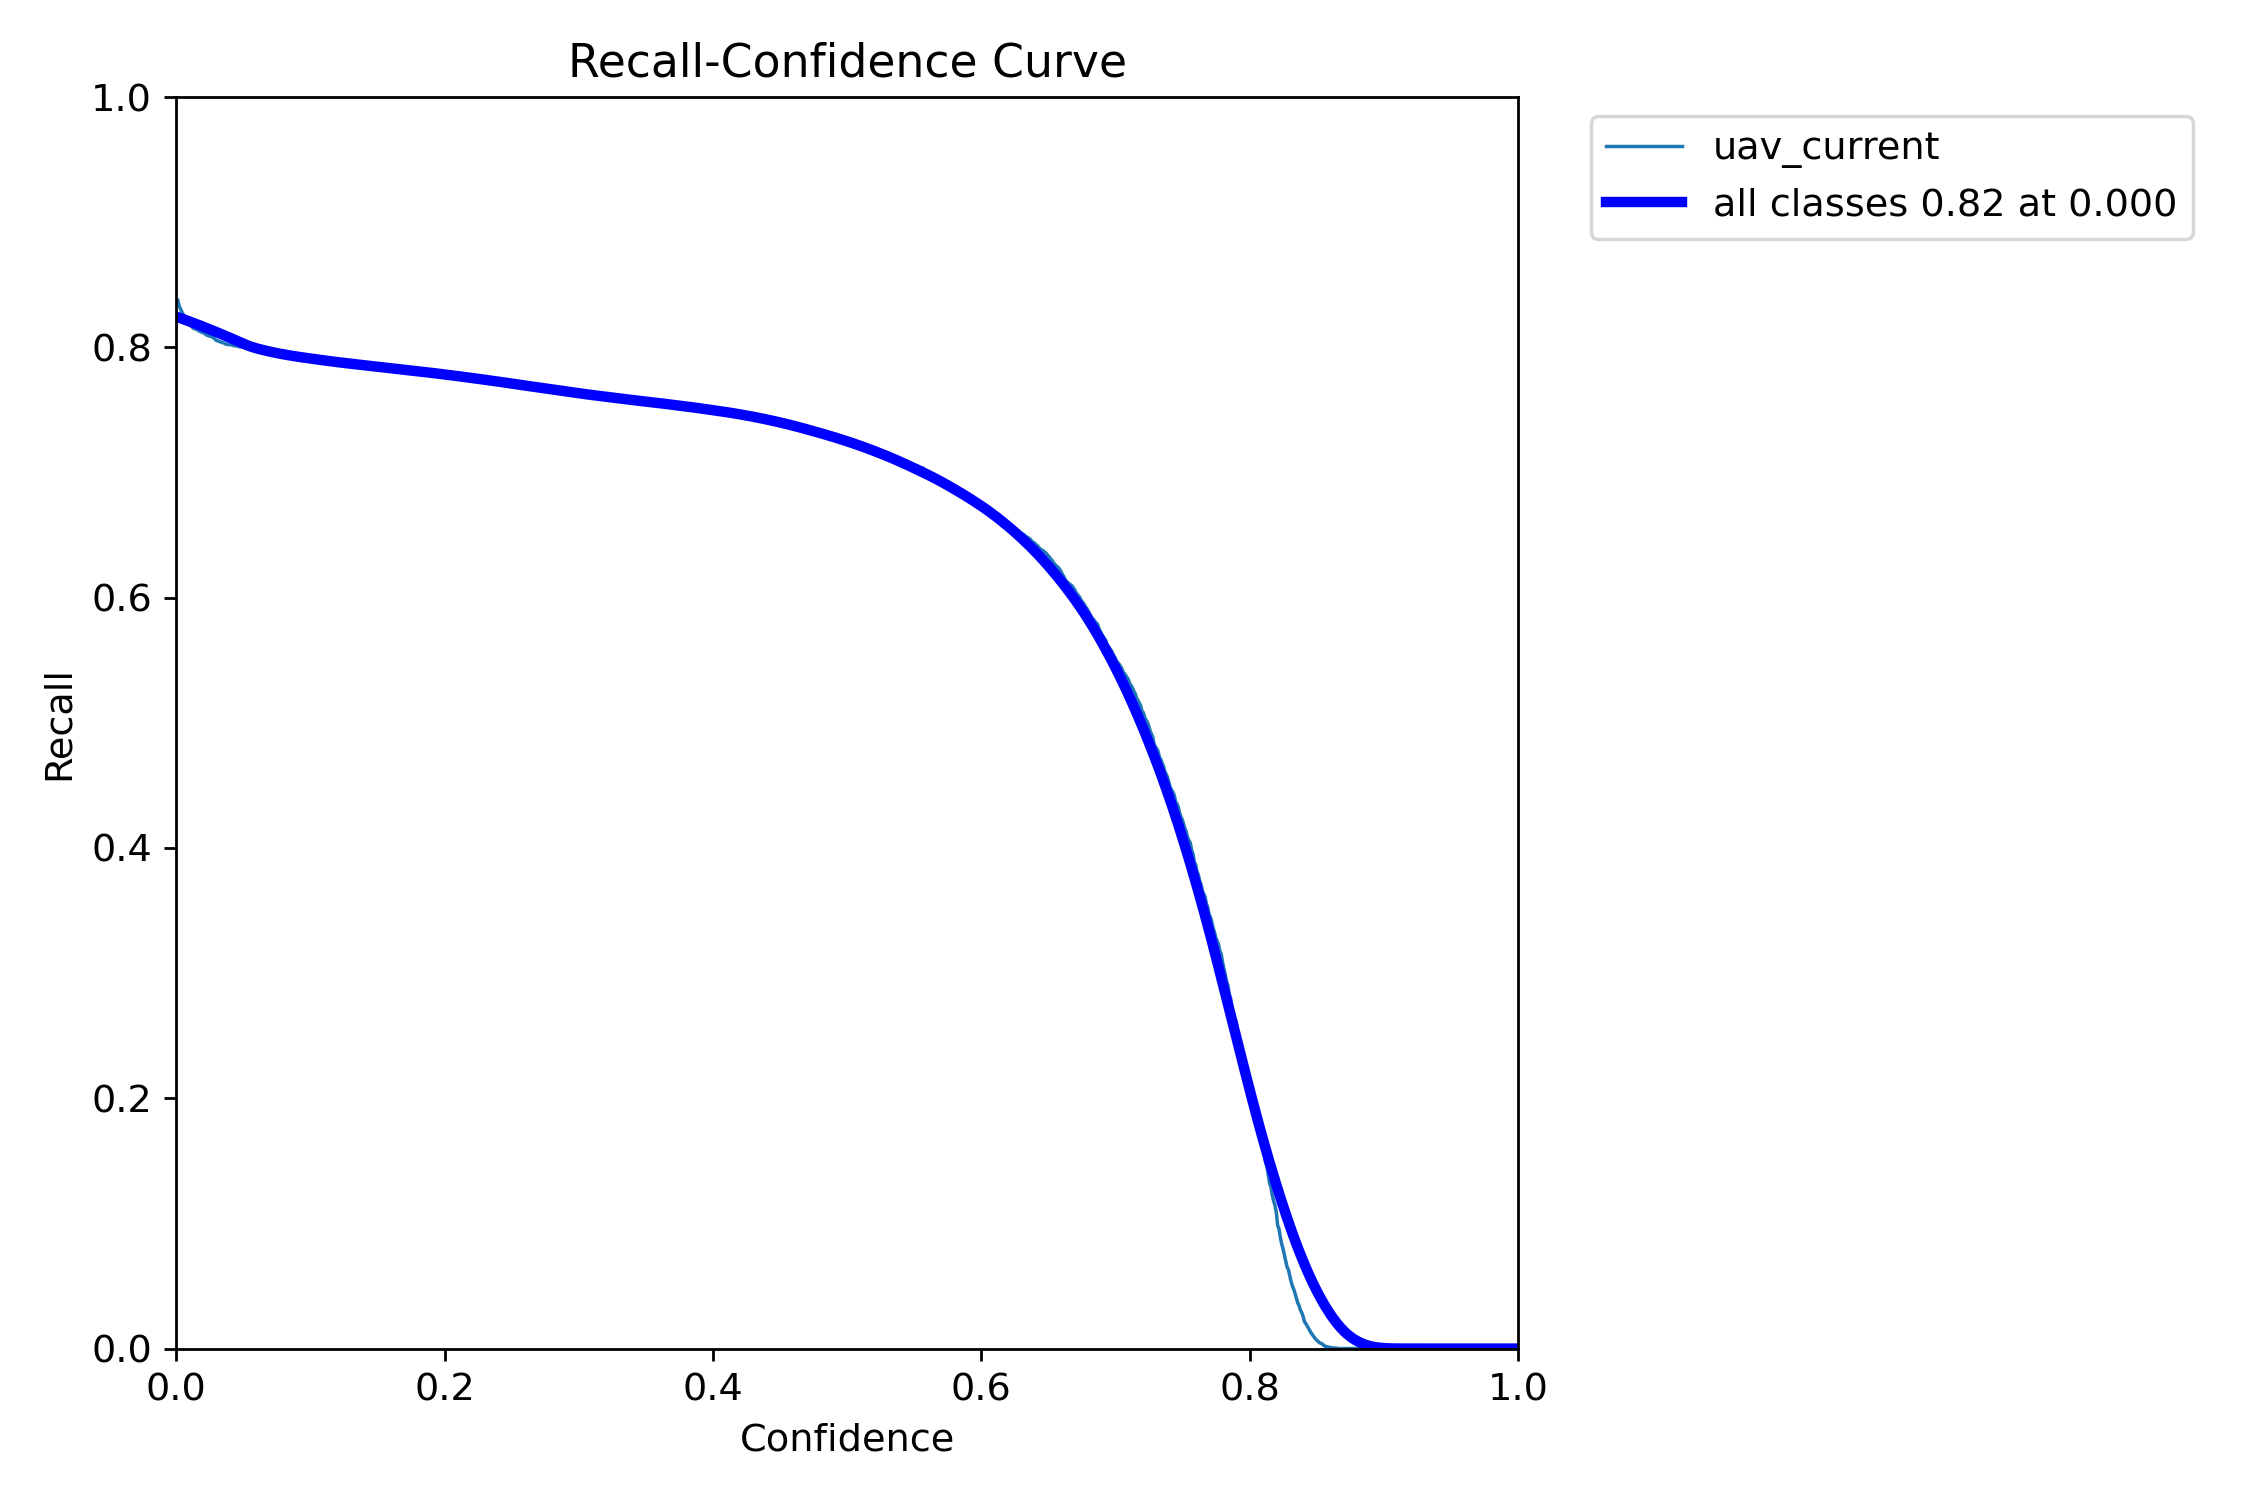 Recall-Confidence Curve
uav_current
all classes 0.82 at 0.000
1.0
0.8
0.6
0.4
0.2
0.0
Recall
0.0 0.2 0.4 0.6 0.8 1.0
Confidence